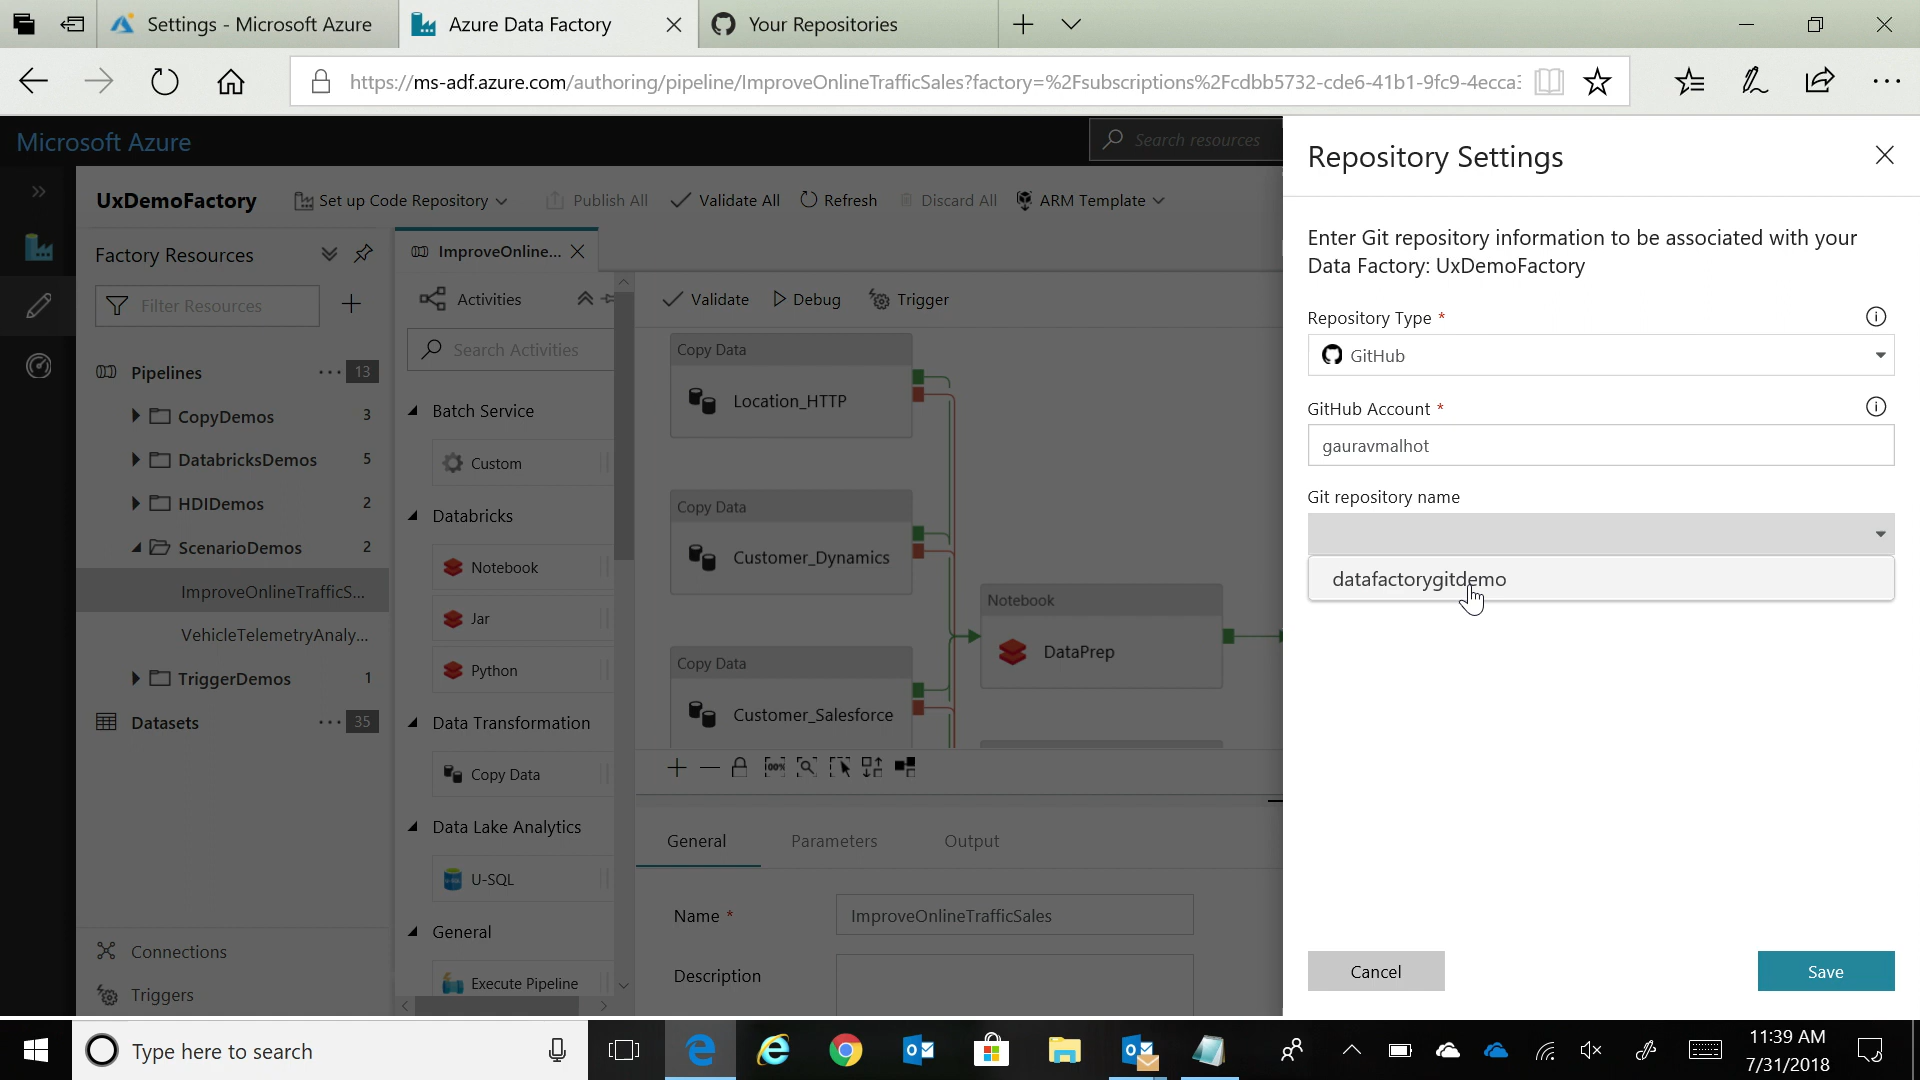 Settings - Microsoft Azure
Azure Data Factory
Your Repositories
https://ms-adf.azure.com/authoring/pipeline/ImproveOnlineTrafficSales?factory=%2Fsubscriptions%2Fcdbb5732-cde6-41b1-9fc9-4ecca3
Microsoft Azure
Search resources
UxDemoFactory
Set up Code Repository
Publish All
Validate All
Refresh
Discard All
ARM Template
Factory Resources
Filter Resources
Pipelines
13
CopyDemos
3
DatabricksDemos
5
HDIDemos
2
ScenarioDemos
2
ImproveOnlineTrafficS...
VehicleTelemetryAnaly...
TriggerDemos
1
Datasets
35
Connections
Triggers
ImproveOnline...
Activities
Search Activities
Batch Service
Custom
Databricks
Notebook
Jar
Python
Data Transformation
Copy Data
Data Lake Analytics
U-SQL
General
Execute Pipeline
Validate
Debug
Trigger
Copy Data
Location_HTTP
Copy Data
Customer_Dynamics
Copy Data
Customer_Salesforce
Notebook
DataPrep
100%
General
Parameters
Output
Name *
ImproveOnlineTrafficSales
Description
Repository Settings
Enter Git repository information to be associated with your
Data Factory: UxDemoFactory
Repository Type *
GitHub
GitHub Account *
gauravmalhot
Git repository name
datafactorygitdemo
Cancel
Save
Type here to search
11:39 AM
7/31/2018